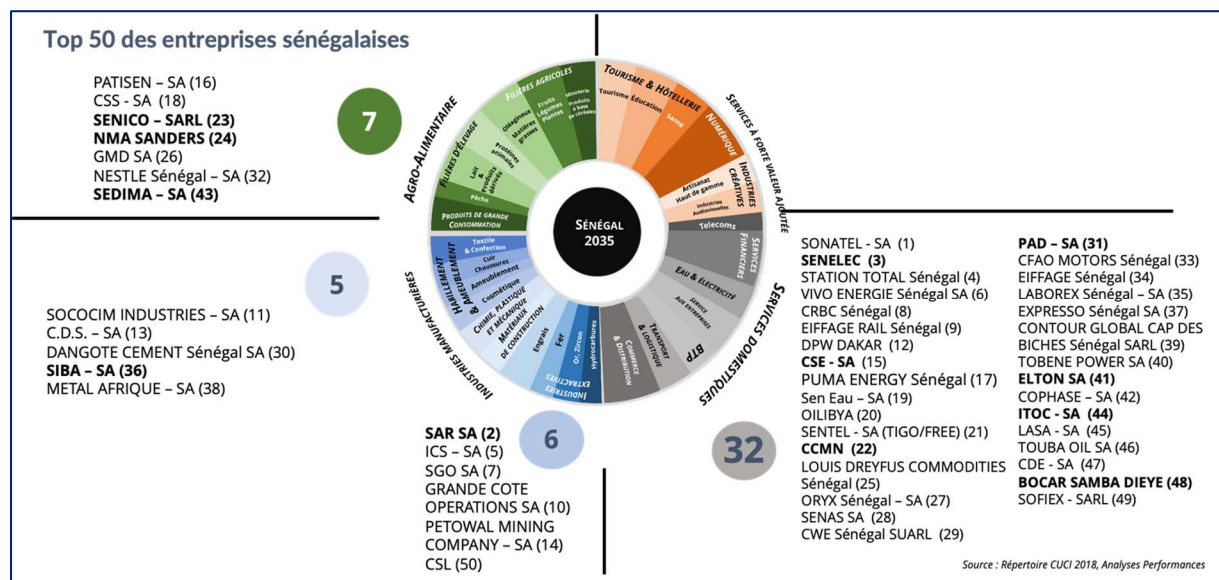 Top 50 des entreprises sénégalaises
PATISEN – SA (16)
CSS - SA (18)
SENICO – SARL (23)
NMA SANDERS (24)
GMD SA (26)
NESTLE Sénégal – SA (32)
SEDIMA – SA (43)
7
5
SOCOCIM INDUSTRIES – SA (11)
C.D.S. – SA (13)
DANGOTE CEMENT Sénégal SA (30)
SIBA – SA (36)
METAL AFRIQUE – SA (38)
AGRO-ALIMENTAIRE
FILIÈRES AGRICOLES
Minoterie
Produits
à base
de céréales
Fruits
Légumes
Plantes
Oléagineux
Matières
grasses
FILIÈRES D'ÉLEVAGE
Protéines
animales
Lait
&
Produits
dérivés
Pêche
PRODUITS DE GRANDE
CONSOMMATION
SERVICES À FORTE VALEUR AJOUTÉE
TOURISME & HÔTELLERIE
Tourisme
Éducation
Santé
NUMÉRIQUE
INDUSTRIES
CRÉATIVES
Artisanat
Haut de gamme
Industries
Audiovisuelles
SÉNÉGAL
2035
SERVICES DOMESTIQUES
Telecoms
SERVICES
FINANCIERS
EAU & ÉLECTRICITÉ
SERVICE
AUX ENTREPRISES
BTP
TRANSPORT
& LOGISTIQUE
COMMERCE
& DISTRIBUTION
INDUSTRIES MANUFACTURIÈRES
HABILLEMENT
& AMEUBLEMENT
Textile
& Confection
Cuir
Chaussures
Ameublement
Cosmétique
CHIMIE, PLASTIQUE
ET MÉCANIQUE
MATÉRIAUX
DE CONSTRUCTION
Engrais
INDUSTRIES
EXTRACTIVES
Fer
Or, Zircon
Hydrocarbures
6
SAR SA (2)
ICS – SA (5)
SGO SA (7)
GRANDE COTE
OPERATIONS SA (10)
PETOWAL MINING
COMPANY – SA (14)
CSL (50)
32
SONATEL - SA (1)
SENELEC (3)
STATION TOTAL Sénégal (4)
VIVO ENERGIE Sénégal SA (6)
CRBC Sénégal (8)
EIFFAGE RAIL Sénégal (9)
DPW DAKAR (12)
CSE - SA (15)
PUMA ENERGY Sénégal (17)
Sen Eau – SA (19)
OILIBYA (20)
SENTEL - SA (TIGO/FREE) (21)
CCMN (22)
LOUIS DREYFUS COMMODITIES
Sénégal (25)
ORYX Sénégal – SA (27)
SENAS SA (28)
CWE Sénégal SUARL (29)
PAD – SA (31)
CFAO MOTORS Sénégal (33)
EIFFAGE Sénégal (34)
LABOREX Sénégal – SA (35)
EXPRESSO Sénégal SA (37)
CONTOUR GLOBAL CAP DES
BICHES Sénégal SARL (39)
TOBENE POWER SA (40)
ELTON SA (41)
COPHASE – SA (42)
ITOC - SA (44)
LASA - SA (45)
TOUBA OIL SA (46)
CDE - SA (47)
BOCAR SAMBA DIEYE (48)
SOFIEX - SARL (49)
Source : Répertoire CUCI 2018, Analyses Performances